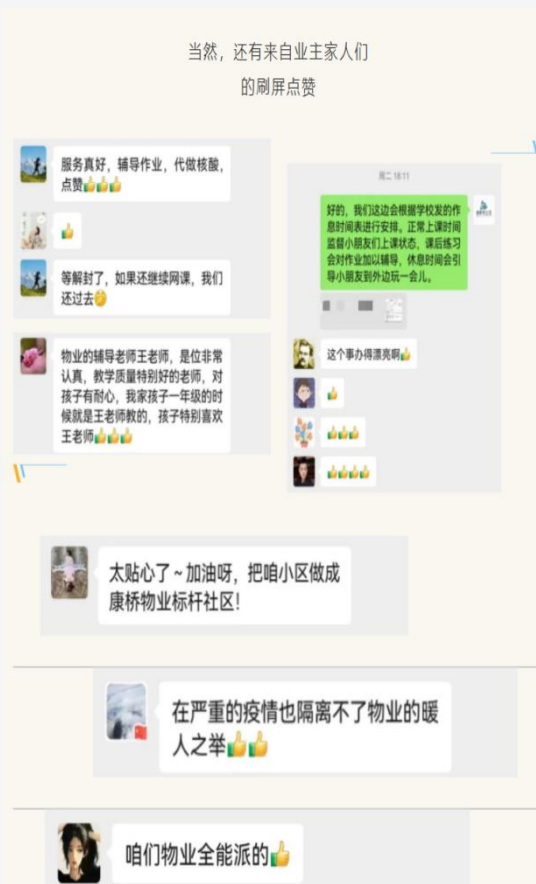 当然，还有来自业主家人们
的刷屏点赞
服务真好，辅导作业，代做核酸，
点赞👍👍👍
👍
等解封了，如果还继续网课，我们
还过去🤔
物业的辅导老师王老师，是位非常
认真，教学质量特别好的老师，对
孩子有耐心，我家孩子一年级的时
候就是王老师教的，孩子特别喜欢
王老师👍👍👍
周二 18:11
好的，我们这边会根据学校发的作
息时间表进行安排。正常上课时间
监督小朋友们上课状态，课后练习
会对作业加以辅导，休息时间会引
导小朋友到外边玩一会儿。
这个事办得漂亮啊👍
👍
👍👍👍
👍👍👍👍
太贴心了~加油呀，把咱小区做成
康桥物业标杆社区！
在严重的疫情也隔离不了物业的暖
人之举👍👍
咱们物业全能派的👍